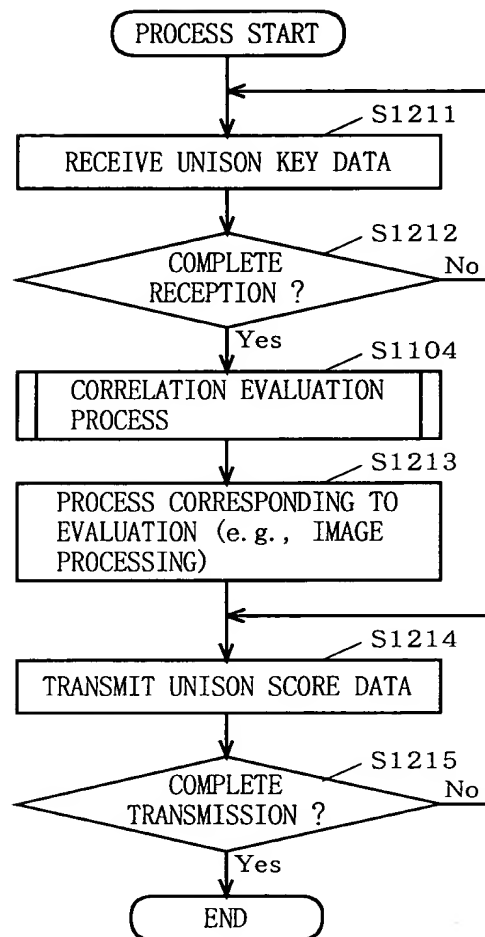 PROCESS START
S1211
RECEIVE UNISON KEY DATA
S1212
COMPLETE
RECEPTION ?
No
Yes
S1104
CORRELATION EVALUATION
PROCESS
S1213
PROCESS CORRESPONDING TO
EVALUATION (e.g., IMAGE
PROCESSING)
S1214
TRANSMIT UNISON SCORE DATA
S1215
COMPLETE
TRANSMISSION ?
No
Yes
END